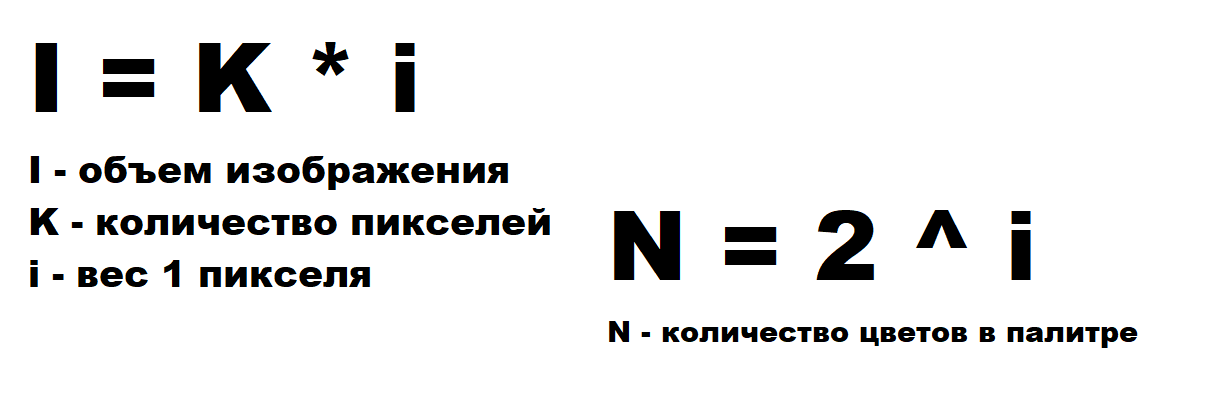 I = K * i
I - объем изображения
K - количество пикселей
i - вес 1 пикселя
N = 2 ^ i
N - количество цветов в палитре